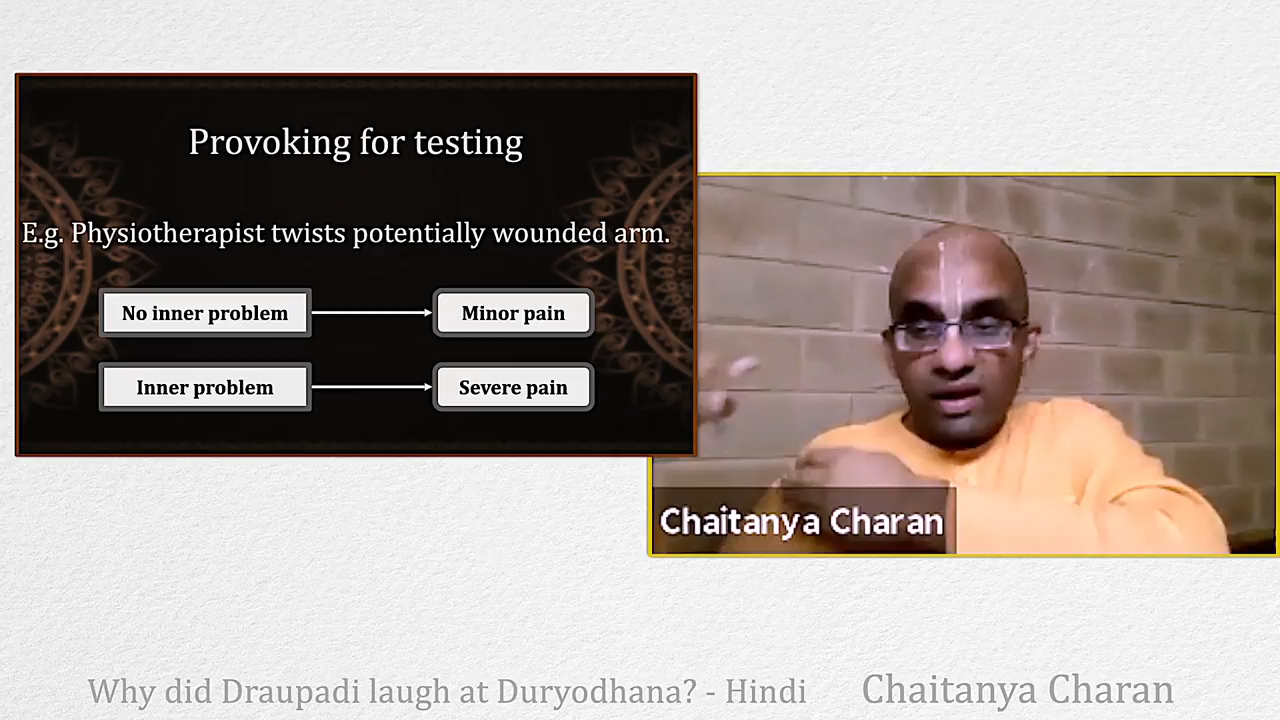 Provoking for testing
E.g. Physiotherapist twists potentially wounded arm.
No inner problem
Minor pain
Inner problem
Severe pain
Chaitanya Charan
Why did Draupadi laugh at Duryodhana? - Hindi
Chaitanya Charan